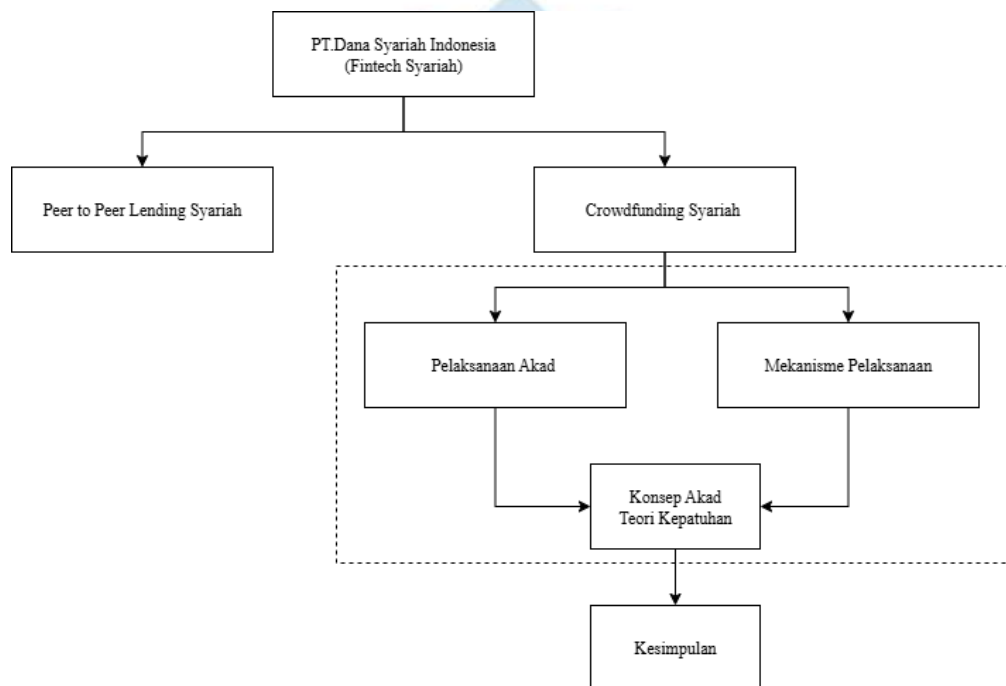 PT.Dana Syariah Indonesia
(Fintech Syariah)
Peer to Peer Lending Syariah
Crowdfunding Syariah
Pelaksanaan Akad
Mekanisme Pelaksanaan
Konsep Akad
Teori Kepatuhan
Kesimpulan